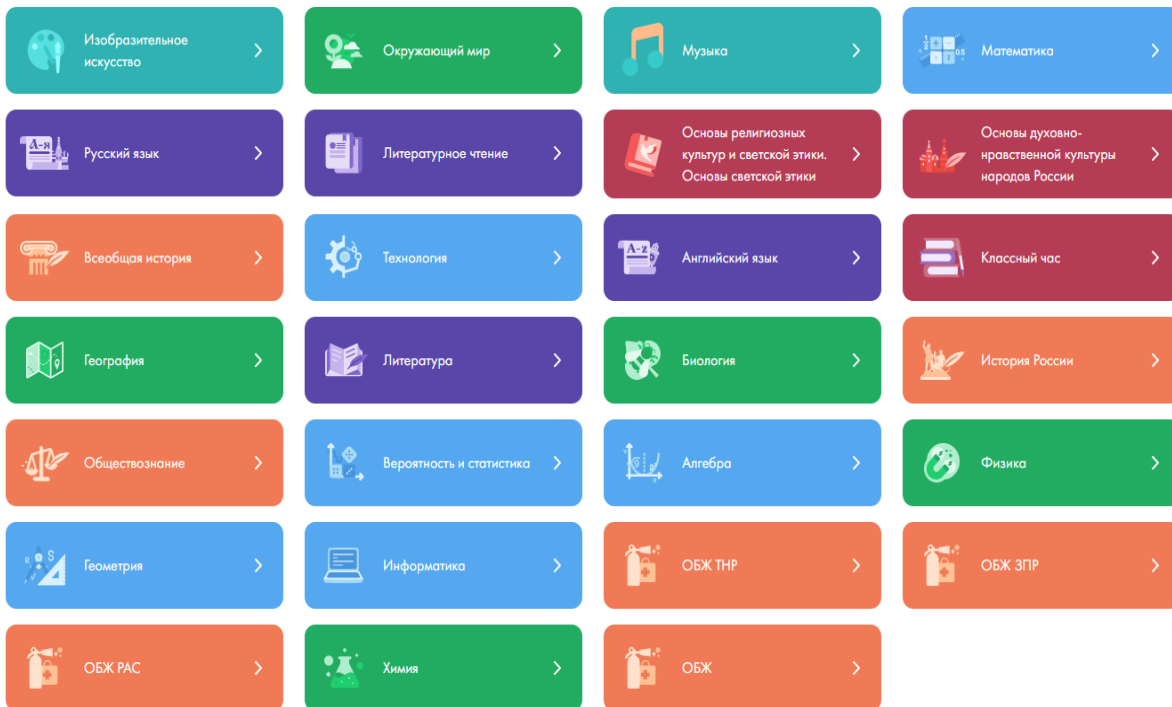 Изобразительное
искусство
Окружающий мир
Музыка
Математика
А-я
Русский язык
Литературное чтение
Основы религиозных
культур и светской этики.
Основы светской этики
Основы духовно-
нравственной культуры
народов России
Всеобщая история
Технология
A-z
Английский язык
Классный час
География
Литература
Биология
История России
Обществознание
Вероятность и статистика
Алгебра
Физика
Геометрия
Информатика
ОБЖ ТНР
ОБЖ ЗПР
ОБЖ РАС
Химия
ОБЖ